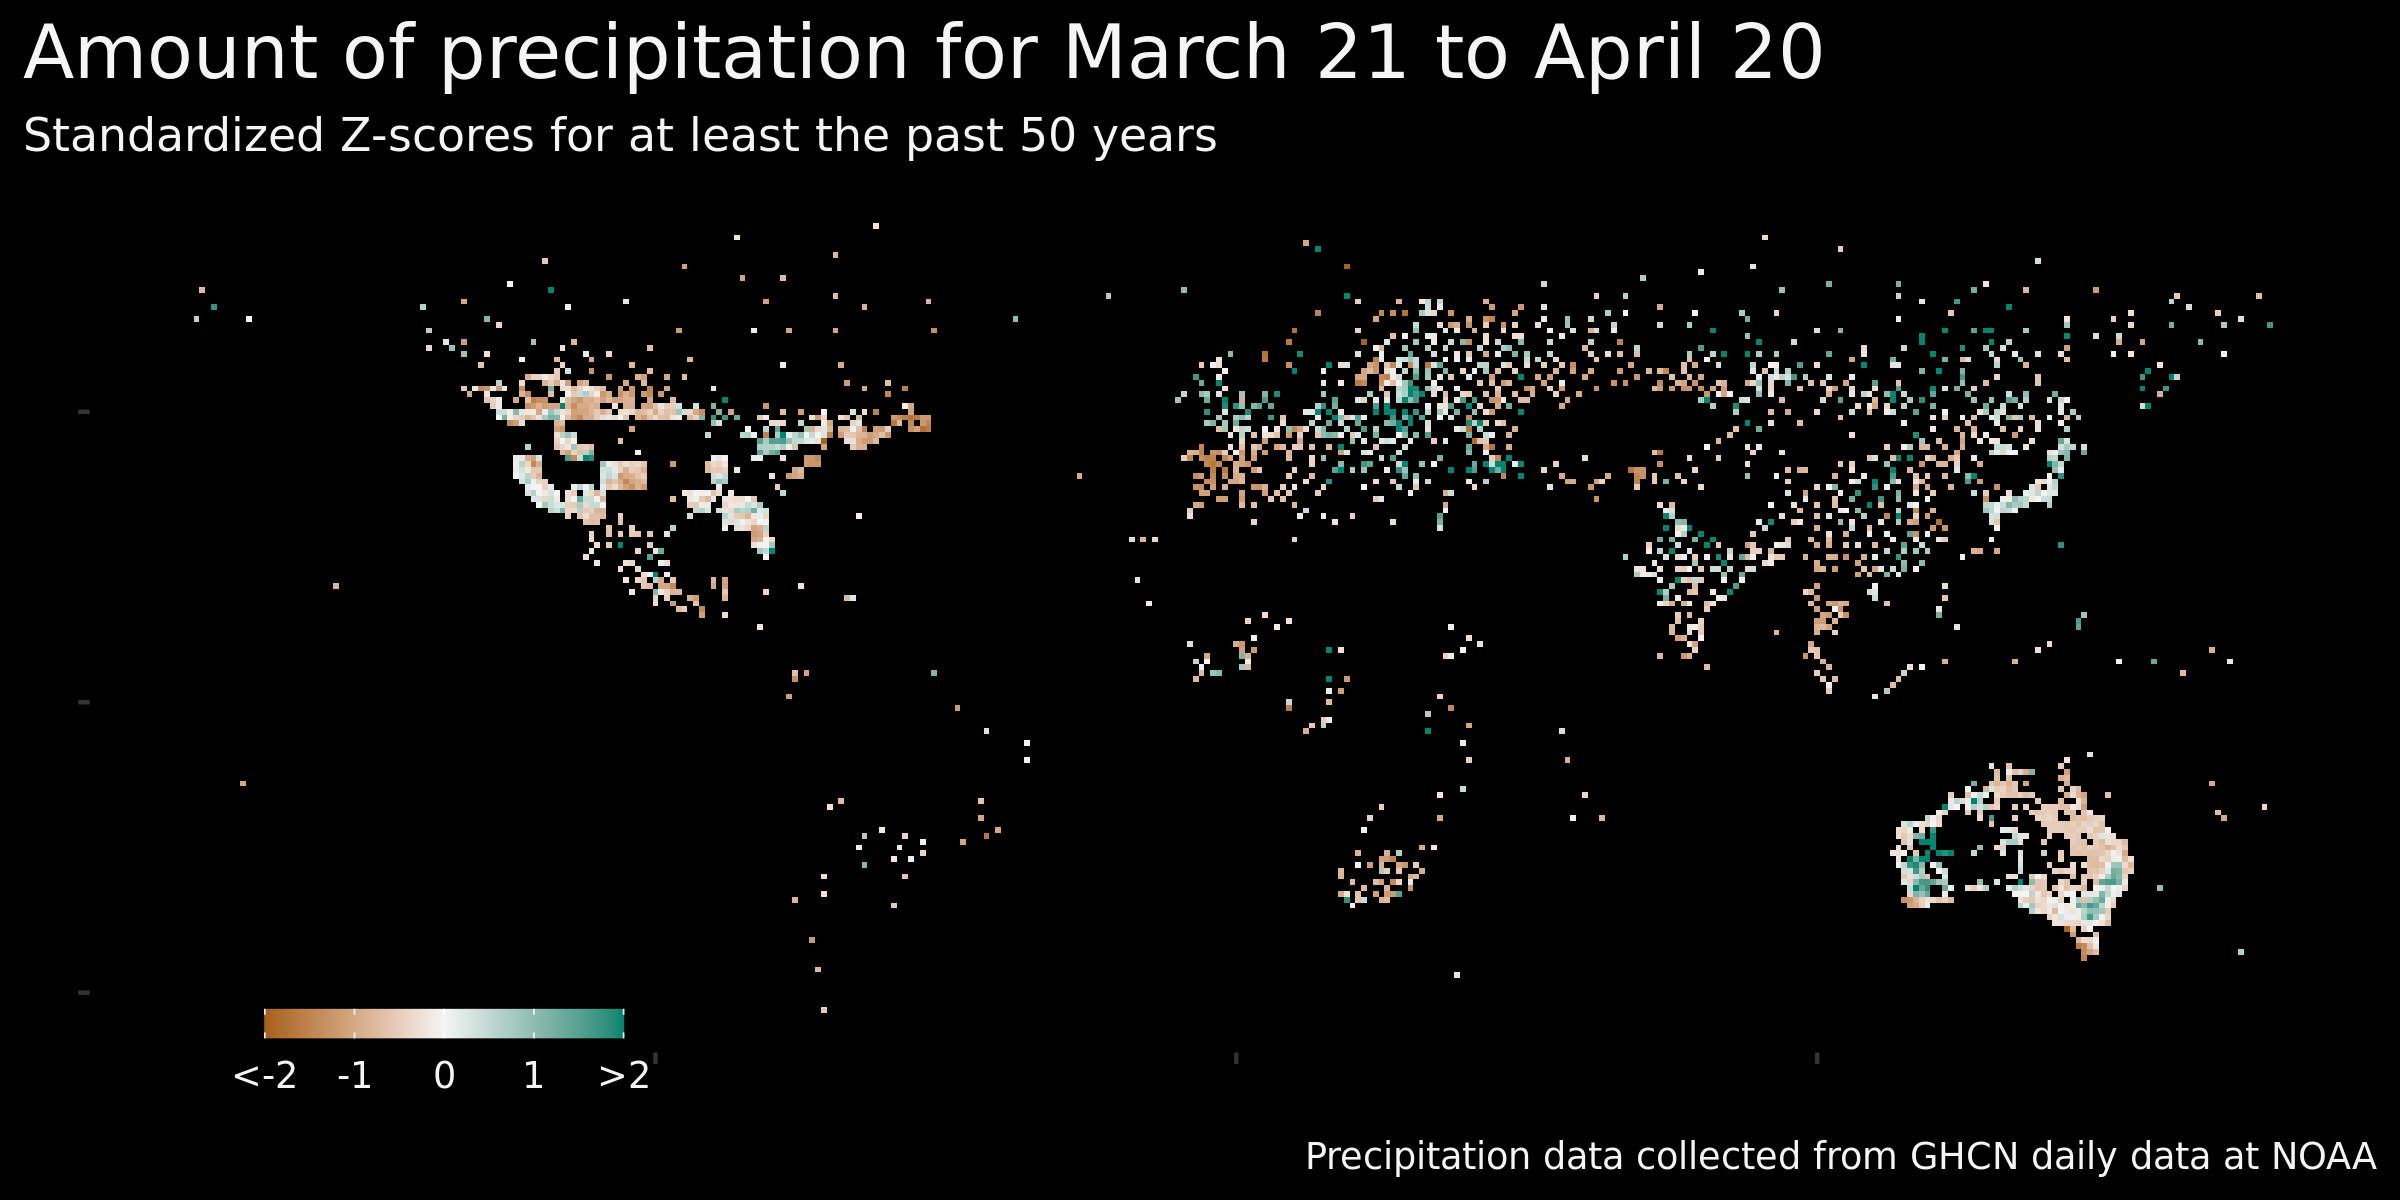 Amount of precipitation for March 21 to April 20
Standardized Z-scores for at least the past 50 years
<-2 -1 0 1 >2
Precipitation data collected from GHCN daily data at NOAA